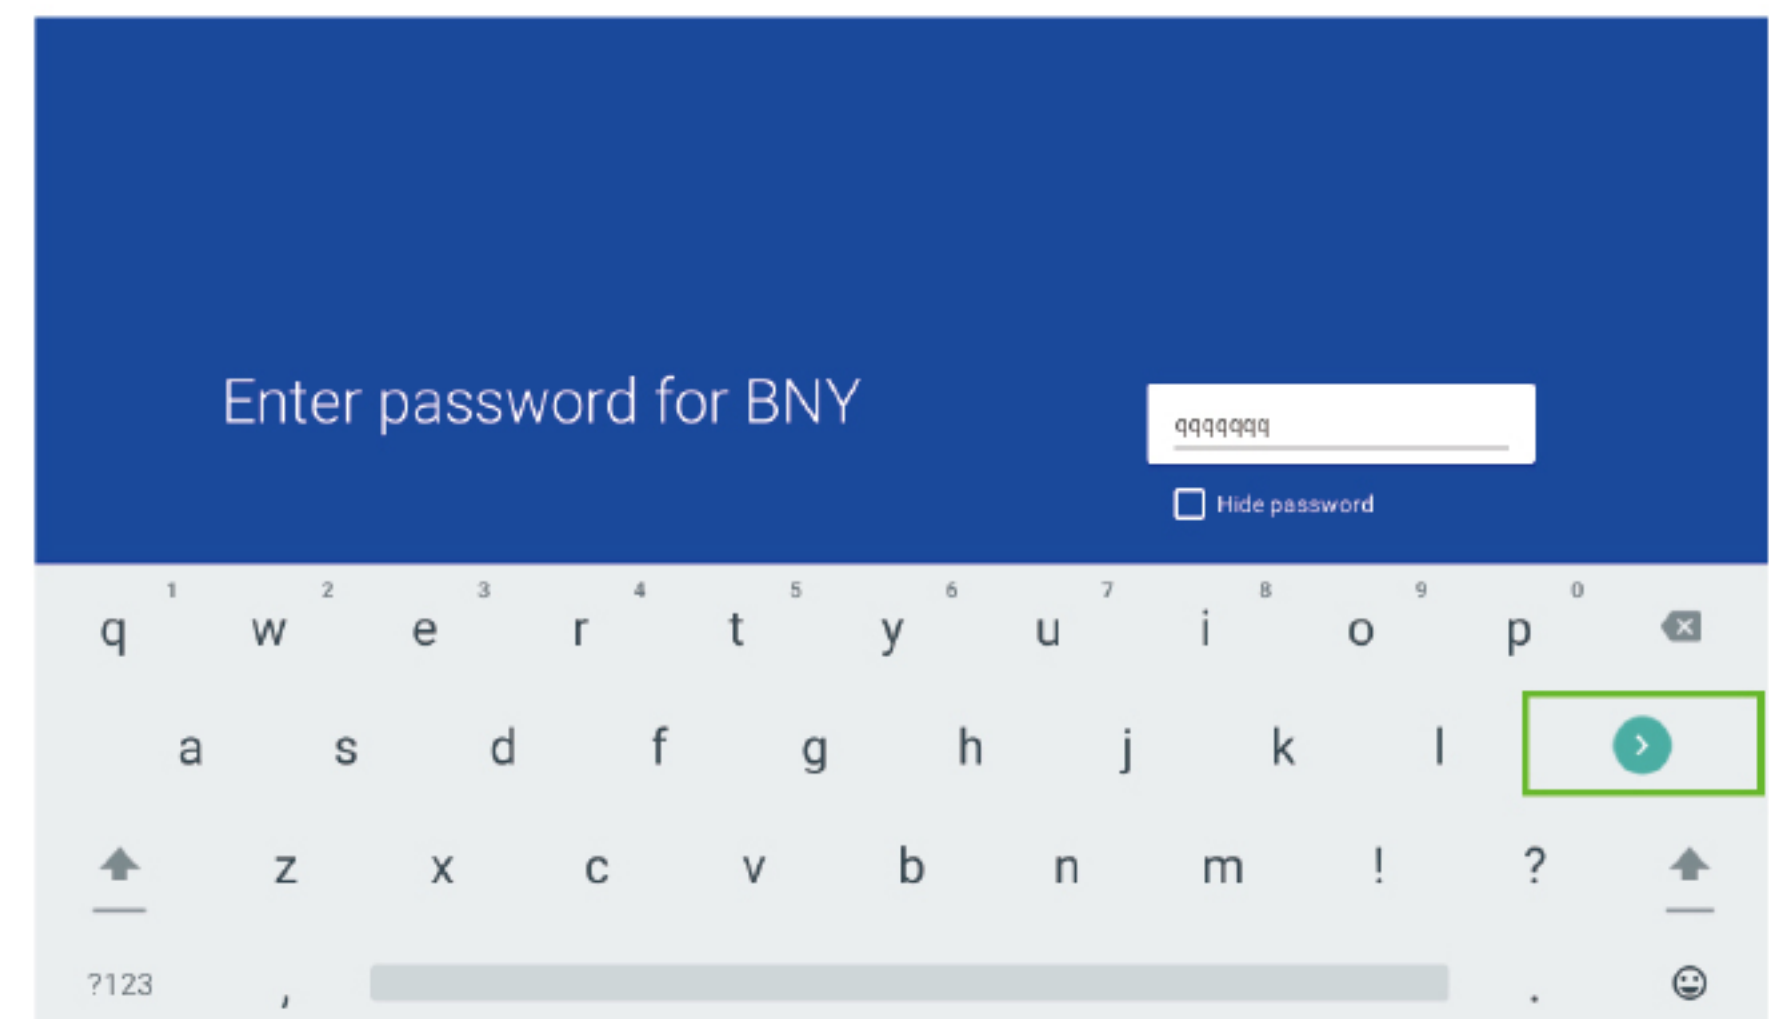 Enter password for BNY
qqqqqqq
Hide password
1 2 3 4 5 6 7 8 9 0
q w e r t y u i o p
a s d f g h j k l
z x c v b n m ! ?
?123 , .